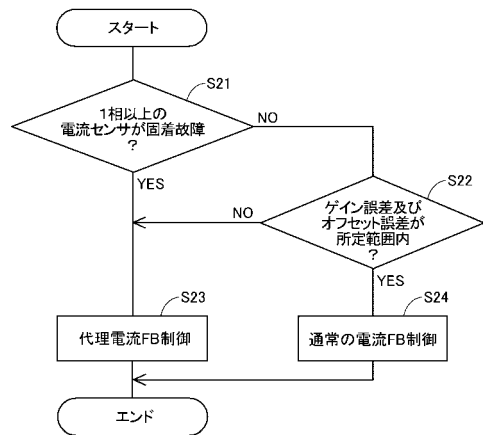 スタート
S21
1相以上の
電流センサが固着故障
?
NO
YES
S22
ゲイン誤差及び
オフセット誤差が
所定範囲内
?
NO
YES
S23
代理電流FB制御
S24
通常の電流FB制御
エンド